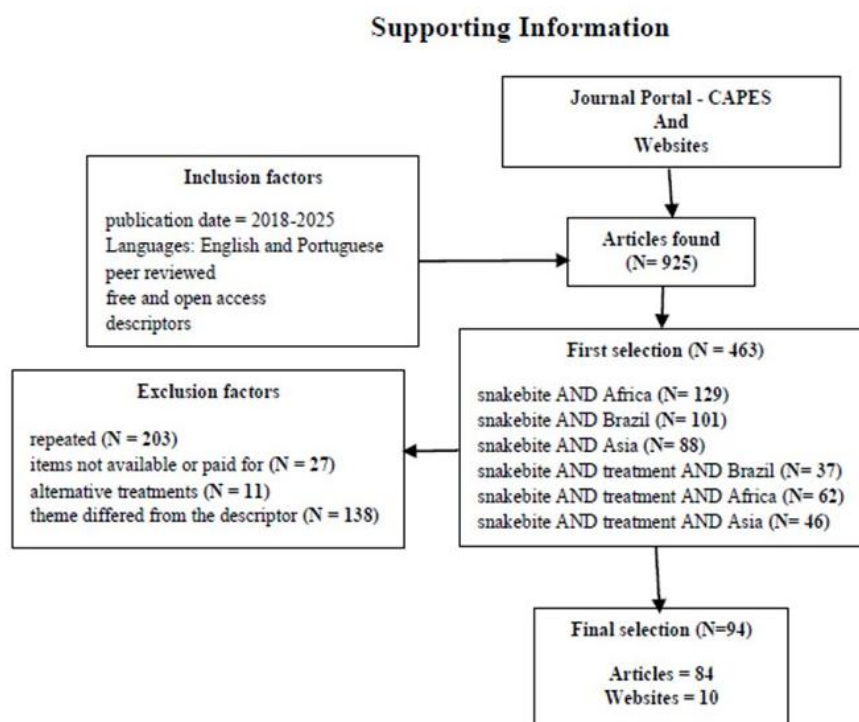 Supporting Information
Journal Portal - CAPES
And
Websites
Inclusion factors
publication date = 2018-2025
Languages: English and Portuguese
peer reviewed
free and open access
descriptors
Articles found
(N= 925)
First selection (N = 463)
snakebite AND Africa (N= 129)
snakebite AND Brazil (N= 101)
snakebite AND Asia (N= 88)
snakebite AND treatment AND Brazil (N= 37)
snakebite AND treatment AND Africa (N= 62)
snakebite AND treatment AND Asia (N= 46)
Exclusion factors
repeated (N = 203)
items not available or paid for (N = 27)
alternative treatments (N = 11)
theme differed from the descriptor (N = 138)
Final selection (N=94)
Articles = 84
Websites = 10